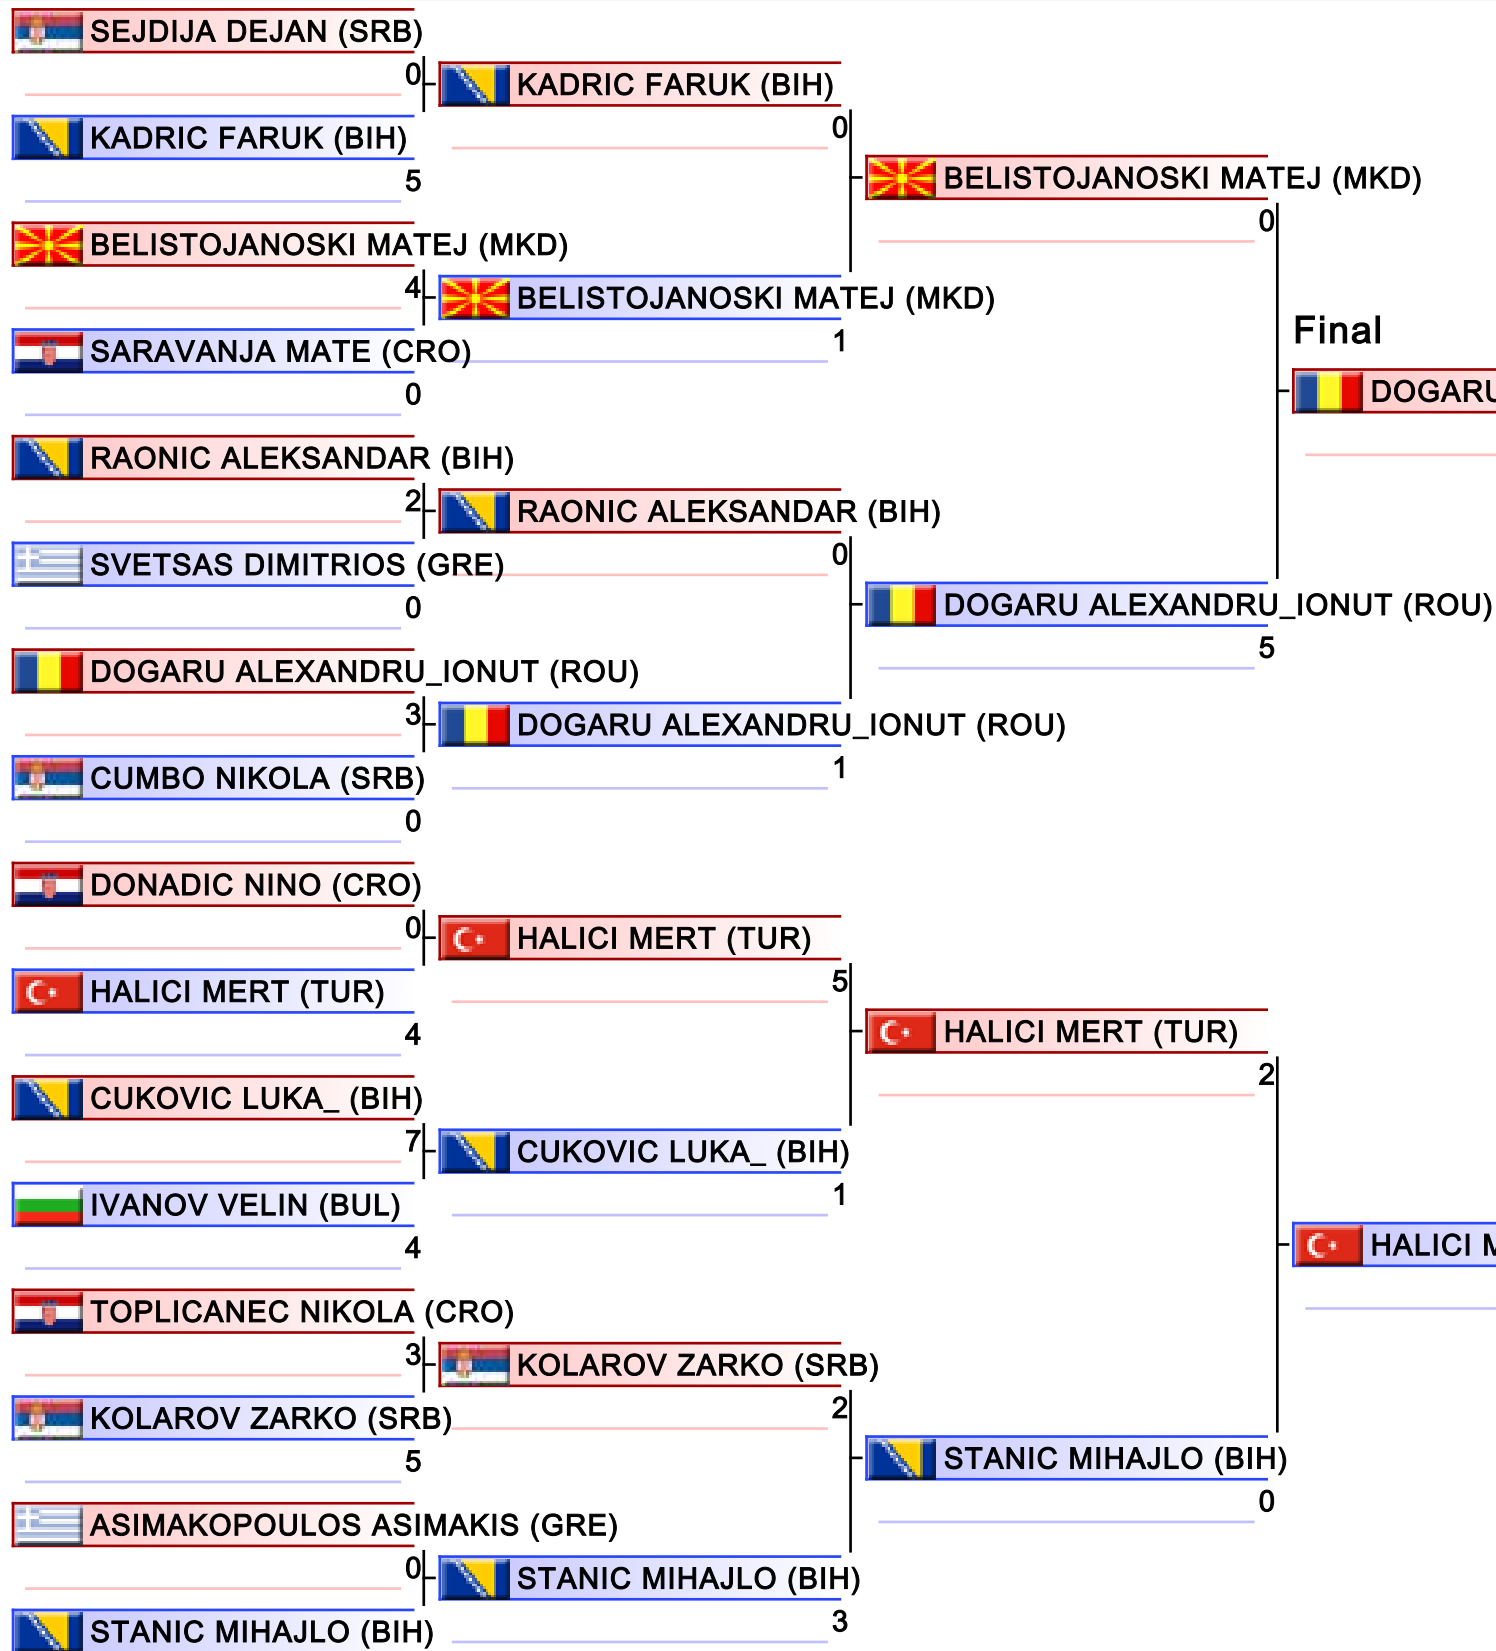 SEJDIJA DEJAN (SRB)
0
KADRIC FARUK (BIH)
5
BELISTOJANOSKI MATEJ (MKD)
4
SARAVANJA MATE (CRO)
0
RAONIC ALEKSANDAR (BIH)
2
SVETSAS DIMITRIOS (GRE)
0
DOGARU ALEXANDRU_IONUT (ROU)
3
CUMBO NIKOLA (SRB)
0
DONADIC NINO (CRO)
0
HALICI MERT (TUR)
4
CUKOVIC LUKA_ (BIH)
7
IVANOV VELIN (BUL)
4
TOPLICANEC NIKOLA (CRO)
3
KOLAROV ZARKO (SRB)
5
ASIMAKOPOULOS ASIMAKIS (GRE)
0
STANIC MIHAJLO (BIH)
KADRIC FARUK (BIH)
0
BELISTOJANOSKI MATEJ (MKD)
1
RAONIC ALEKSANDAR (BIH)
0
DOGARU ALEXANDRU_IONUT (ROU)
1
HALICI MERT (TUR)
5
CUKOVIC LUKA_ (BIH)
1
KOLAROV ZARKO (SRB)
2
STANIC MIHAJLO (BIH)
3
BELISTOJANOSKI MATEJ (MKD)
0
DOGARU ALEXANDRU_IONUT (ROU)
5
HALICI MERT (TUR)
2
STANIC MIHAJLO (BIH)
0
Final
DOGARU
HALICI